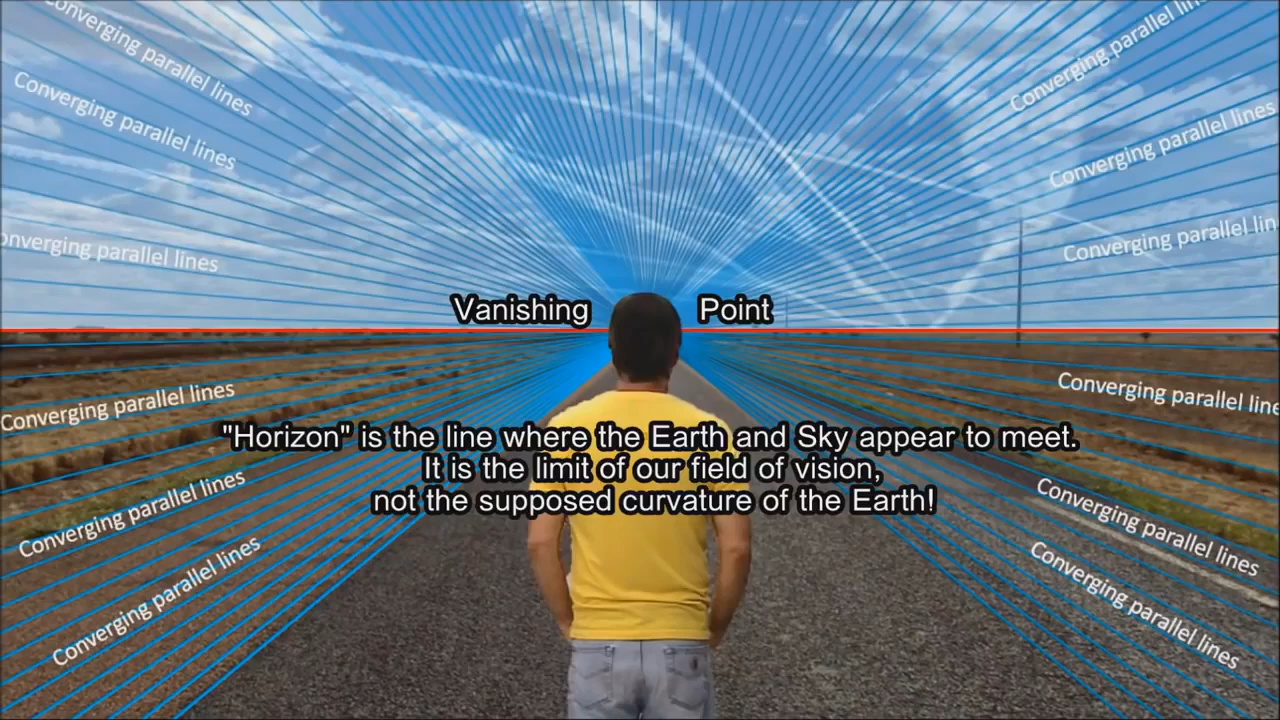 Converging parallel lines
Converging parallel lines
Converging parallel lines
Converging parallel lines
onverging parallel lines
Converging parallel lin
Vanishing Point
Converging parallel lines
Converging parallel line
"Horizon" is the line where the Earth and Sky appear to meet.
It is the limit of our field of vision,
not the supposed curvature of the Earth!
Converging parallel lines
Converging parallel lines
Converging parallel lines
Converging parallel lines